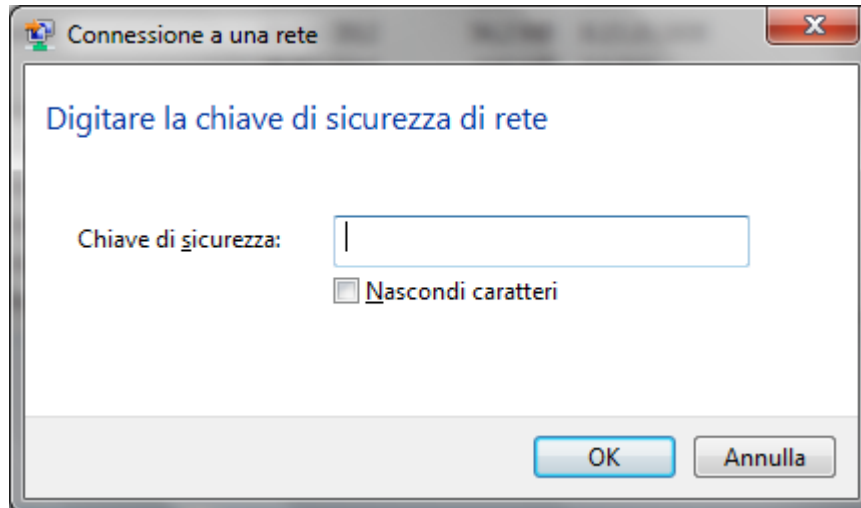 Connessione a una rete
Digitare la chiave di sicurezza di rete
Chiave di sicurezza:
Nascondi caratteri
OK Annulla